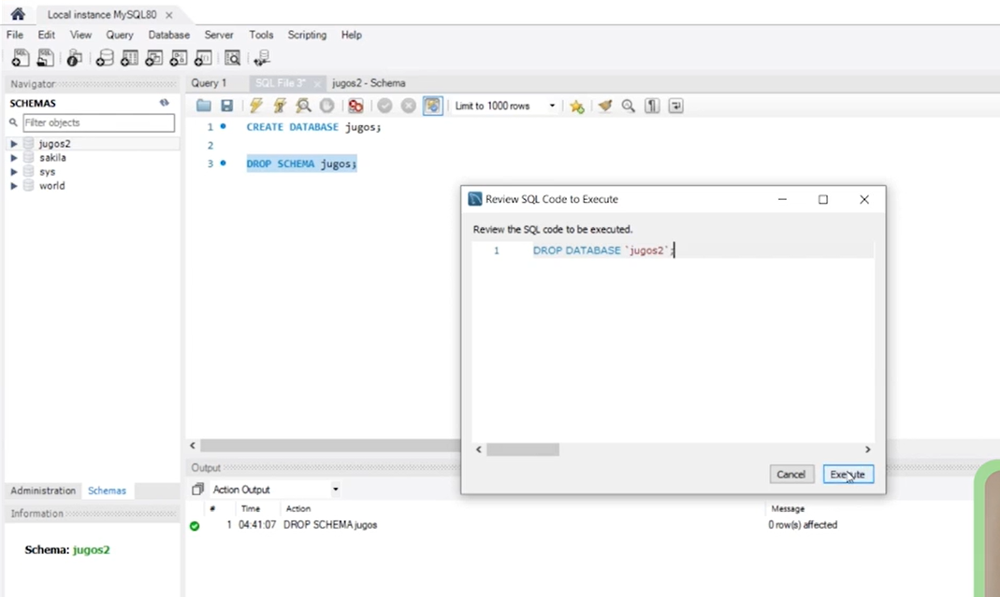 Local instance MySQL80 ×
File Edit View Query Database Server Tools Scripting Help
Navigator
SCHEMAS
Filter objects
jugos2
sakila
sys
world
Administration Schemas
Information
Schema: jugos2
Query 1 SQL File 3* × jugos2 - Schema
Limit to 1000 rows
1 CREATE DATABASE jugos;
2
3 DROP SCHEMA jugos;
Review SQL Code to Execute
Review the SQL code to be executed.
1 DROP DATABASE `jugos2`;
Cancel Execute
Output
Action Output
# Time Action Message
1 04:41:07 DROP SCHEMA jugos 0 row(s) affected